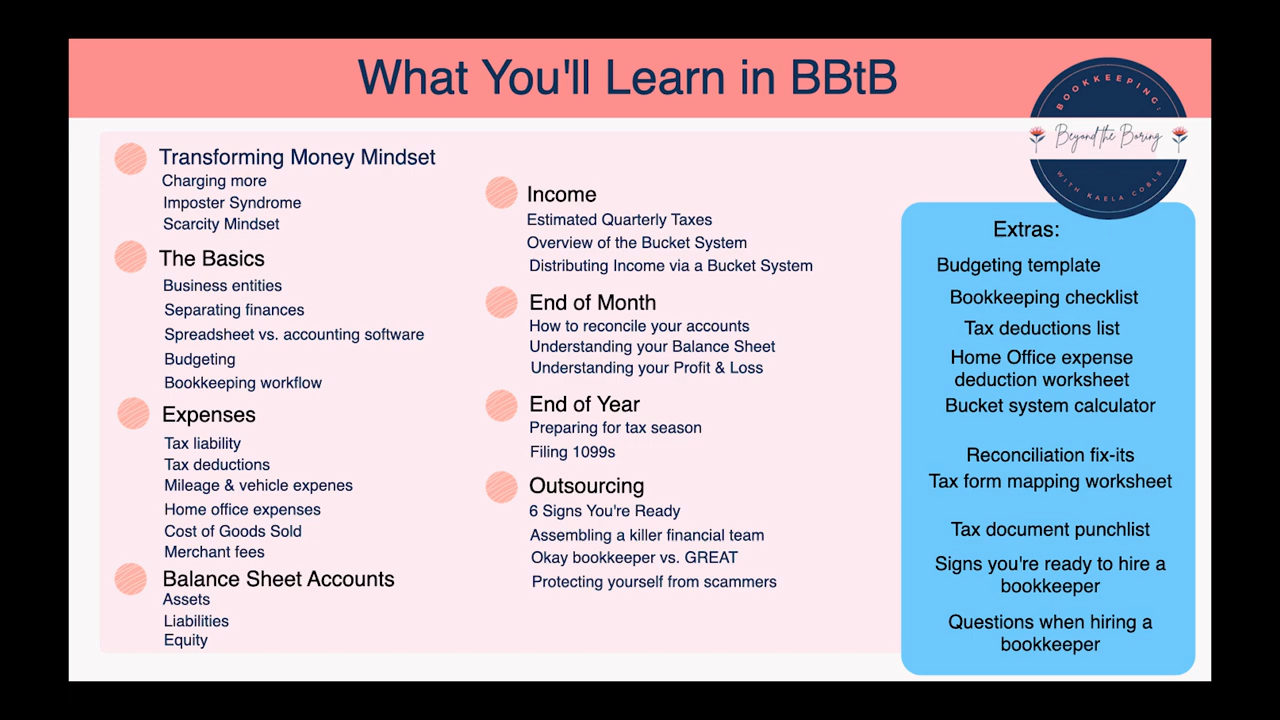 What You'll Learn in BBtB
BOOKKEEPING:
Beyond the Boring
WITH KAELA COBLE
Transforming Money Mindset
Charging more
Imposter Syndrome
Scarcity Mindset
The Basics
Business entities
Separating finances
Spreadsheet vs. accounting software
Budgeting
Bookkeeping workflow
Expenses
Tax liability
Tax deductions
Mileage & vehicle expenes
Home office expenses
Cost of Goods Sold
Merchant fees
Balance Sheet Accounts
Assets
Liabilities
Equity
Income
Estimated Quarterly Taxes
Overview of the Bucket System
Distributing Income via a Bucket System
End of Month
How to reconcile your accounts
Understanding your Balance Sheet
Understanding your Profit & Loss
End of Year
Preparing for tax season
Filing 1099s
Outsourcing
6 Signs You're Ready
Assembling a killer financial team
Okay bookkeeper vs. GREAT
Protecting yourself from scammers
Extras:
Budgeting template
Bookkeeping checklist
Tax deductions list
Home Office expense
deduction worksheet
Bucket system calculator
Reconciliation fix-its
Tax form mapping worksheet
Tax document punchlist
Signs you're ready to hire a
bookkeeper
Questions when hiring a
bookkeeper